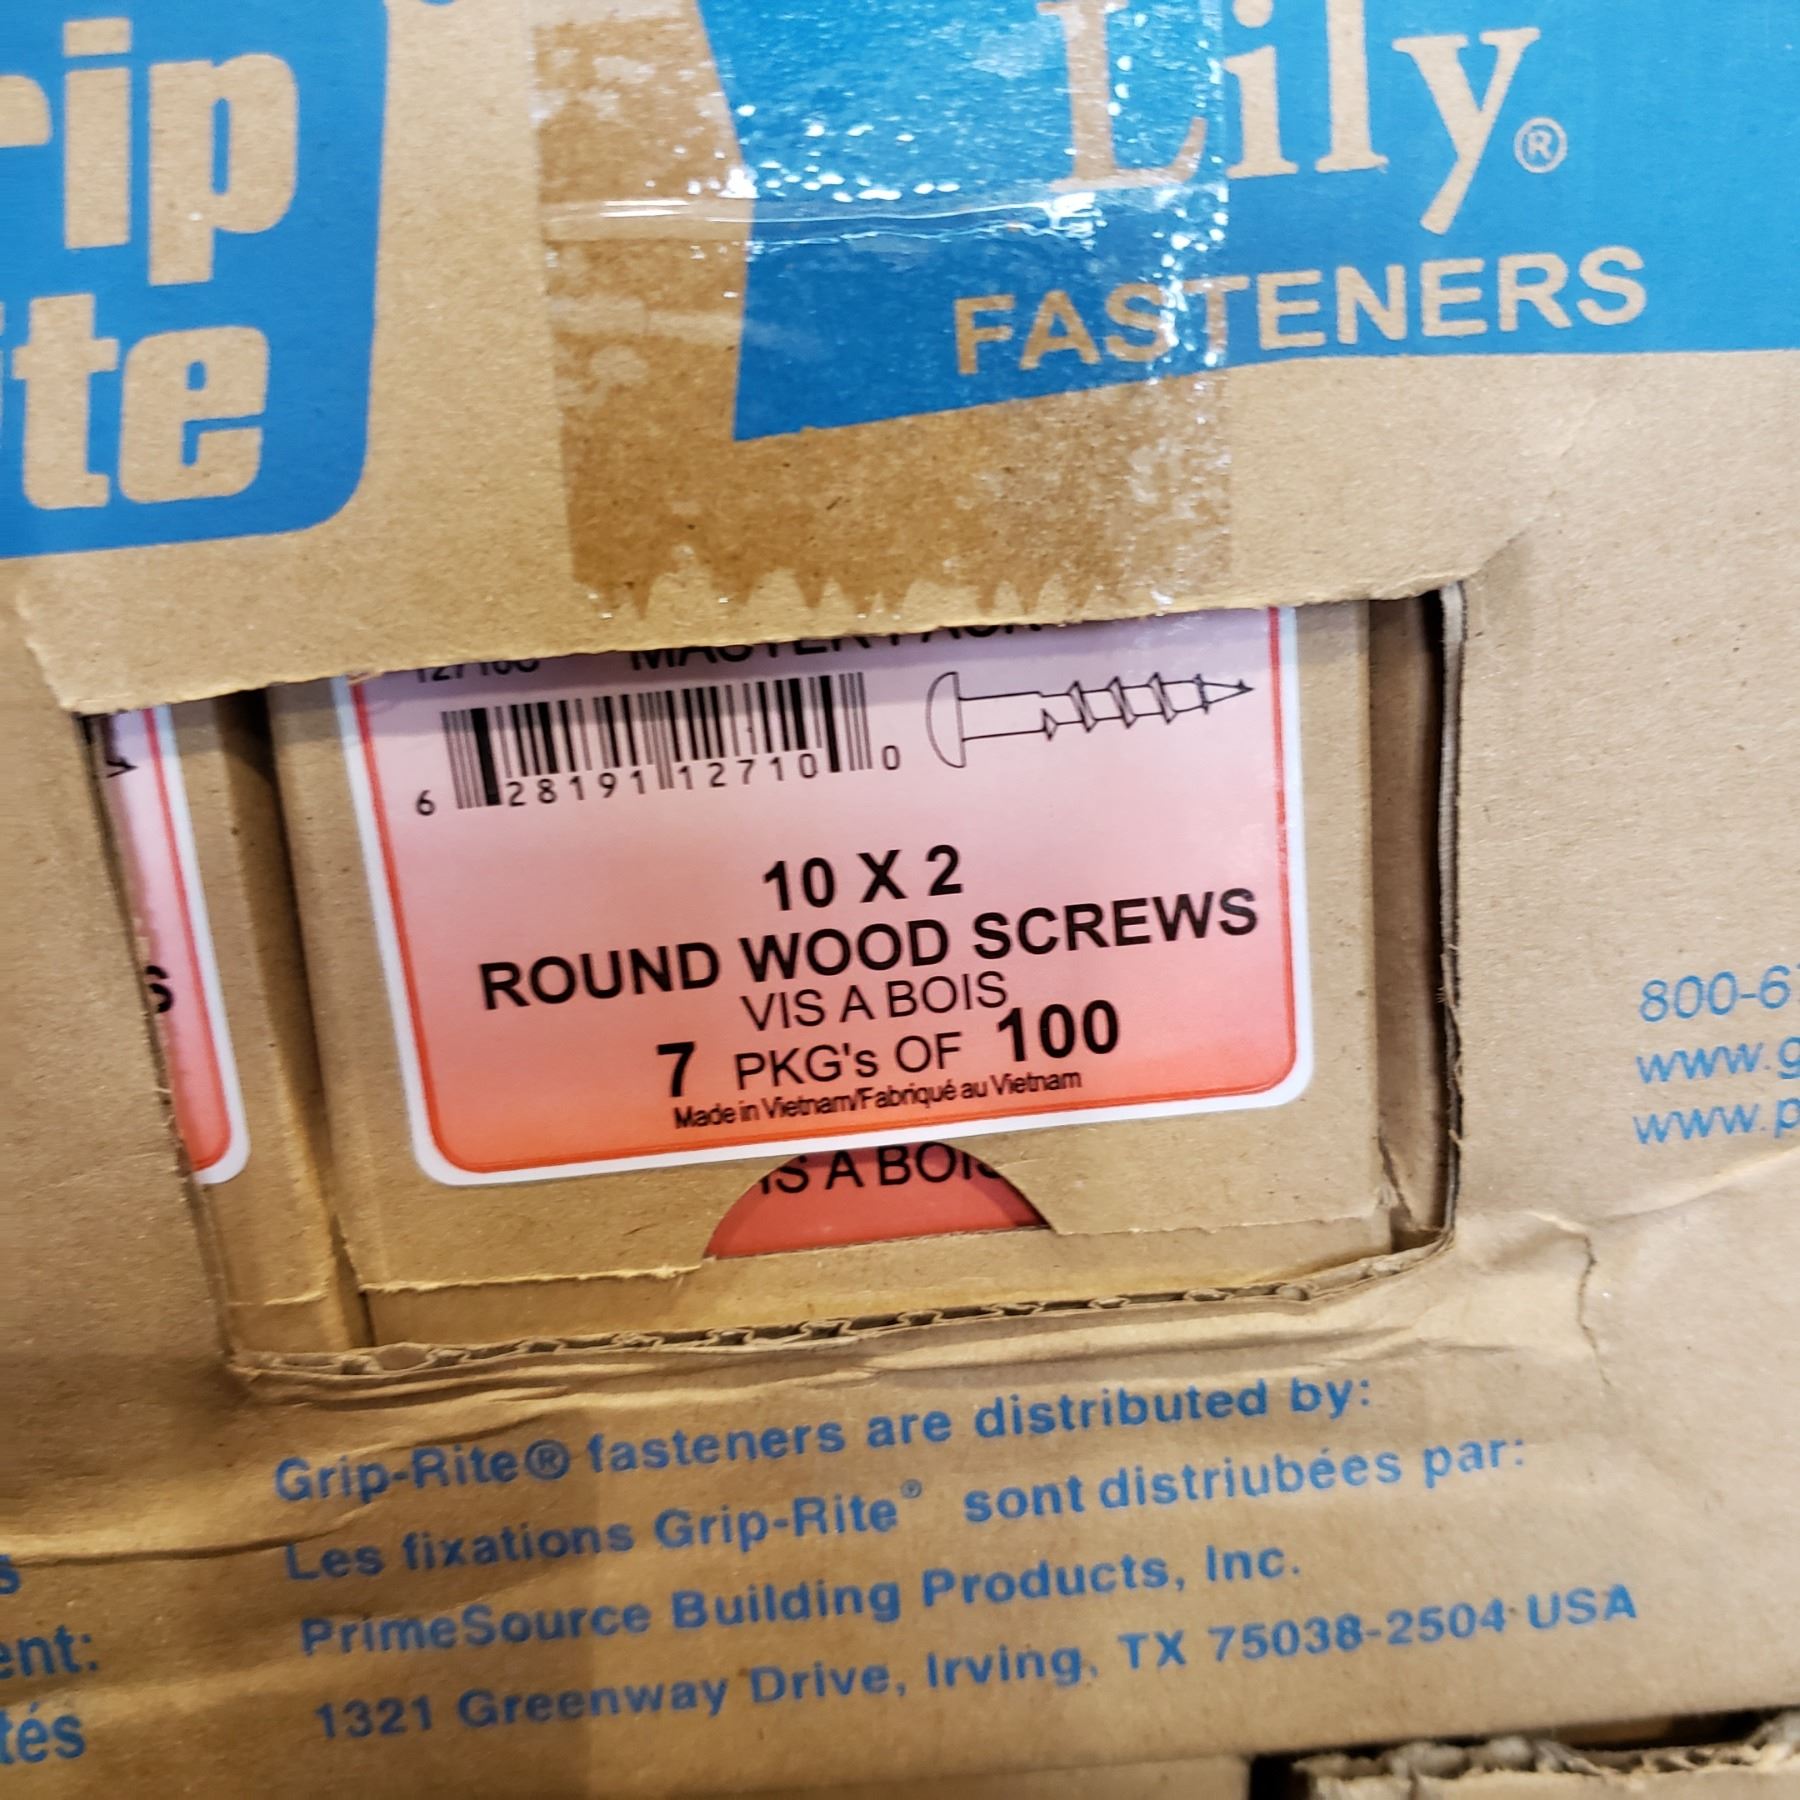 rip
ite
Lily®
FASTENERS
MASTER PACK
6 28191 12710 0
10 X 2
ROUND WOOD SCREWS
VIS A BOIS
7 PKG's OF 100
Made in Vietnam/Fabriqué au Vietnam
IS A BOIS
S
800-6
www.g
www.p
Grip-Rite® fasteners are distributed by:
Les fixations Grip-Rite® sont distriubées par:
PrimeSource Building Products, Inc.
1321 Greenway Drive, Irving, TX 75038-2504 USA
s
ent:
tés